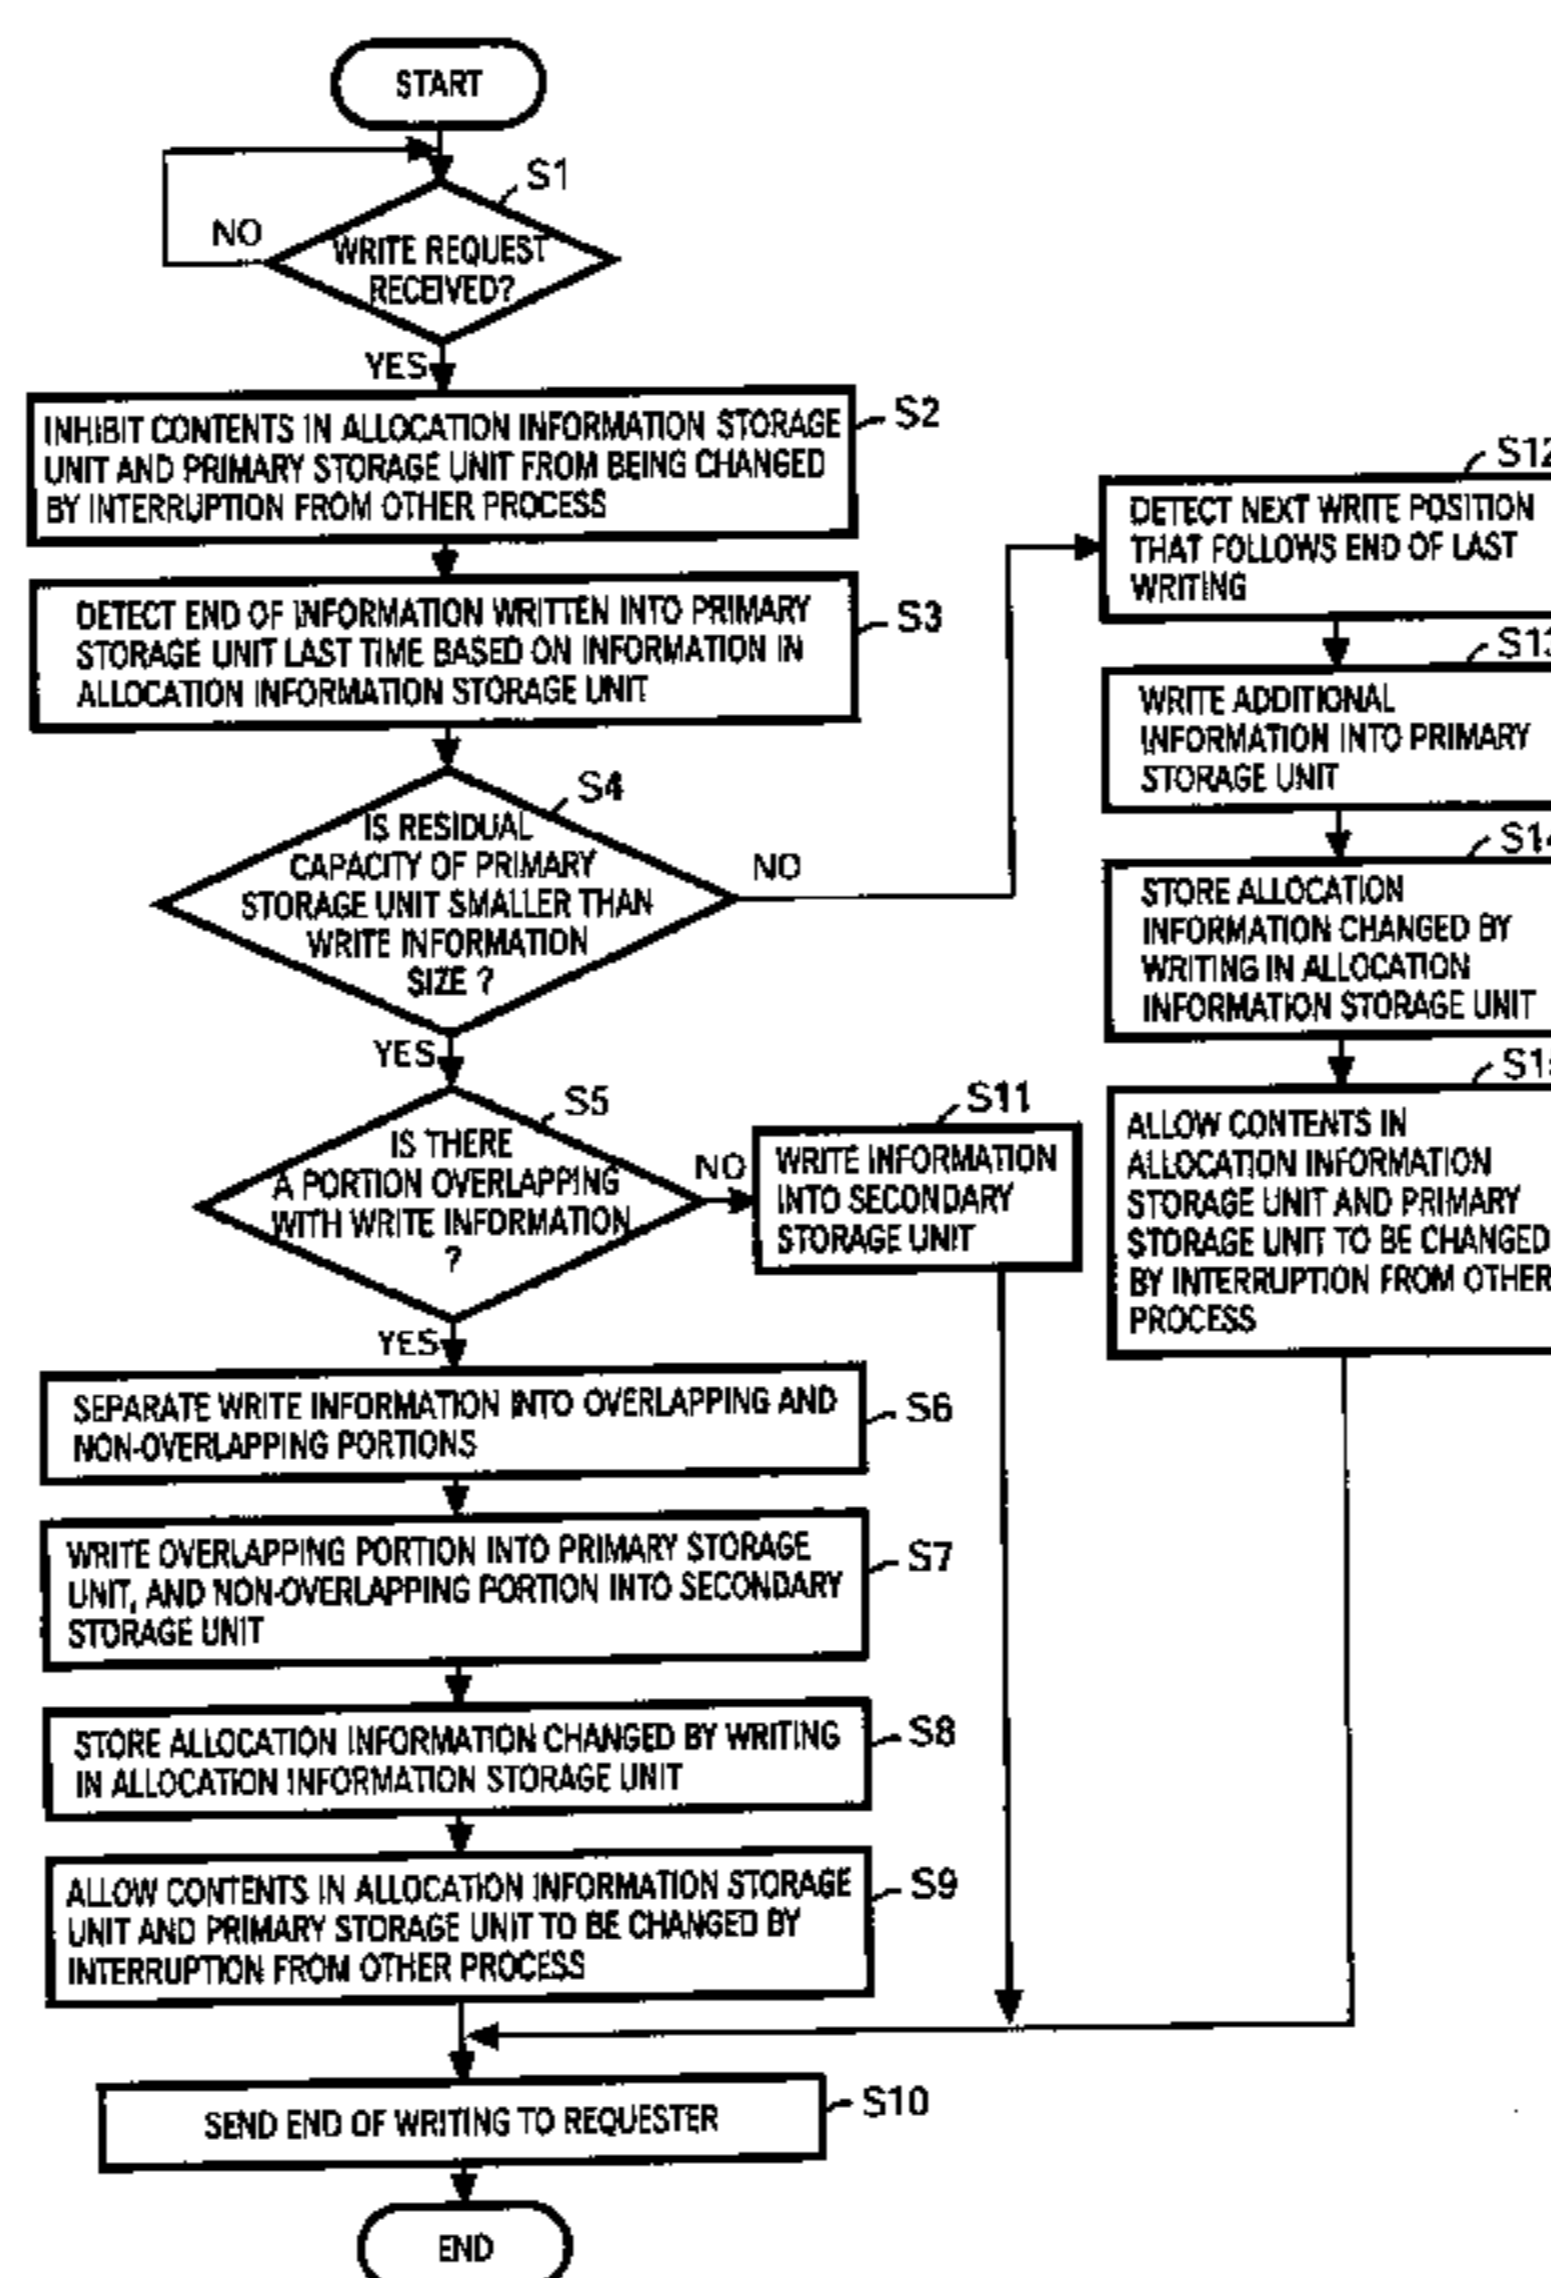 START
S1
NO
WRITE REQUEST
RECEIVED?
YES
S2
INHIBIT CONTENTS IN ALLOCATION INFORMATION STORAGE
UNIT AND PRIMARY STORAGE UNIT FROM BEING CHANGED
BY INTERRUPTION FROM OTHER PROCESS
S3
DETECT END OF INFORMATION WRITTEN INTO PRIMARY
STORAGE UNIT LAST TIME BASED ON INFORMATION IN
ALLOCATION INFORMATION STORAGE UNIT
S4
IS RESIDUAL
CAPACITY OF PRIMARY
STORAGE UNIT SMALLER THAN
WRITE INFORMATION
SIZE ?
NO
YES
S5
IS THERE
A PORTION OVERLAPPING
WITH WRITE INFORMATION
?
NO
S11
WRITE INFORMATION
INTO SECONDARY
STORAGE UNIT
YES
S6
SEPARATE WRITE INFORMATION INTO OVERLAPPING AND
NON-OVERLAPPING PORTIONS
S7
WRITE OVERLAPPING PORTION INTO PRIMARY STORAGE
UNIT, AND NON-OVERLAPPING PORTION INTO SECONDARY
STORAGE UNIT
S8
STORE ALLOCATION INFORMATION CHANGED BY WRITING
IN ALLOCATION INFORMATION STORAGE UNIT
S9
ALLOW CONTENTS IN ALLOCATION INFORMATION STORAGE
UNIT AND PRIMARY STORAGE UNIT TO BE CHANGED BY
INTERRUPTION FROM OTHER PROCESS
S10
SEND END OF WRITING TO REQUESTER
END
S12
DETECT NEXT WRITE POSITION
THAT FOLLOWS END OF LAST
WRITING
S13
WRITE ADDITIONAL
INFORMATION INTO PRIMARY
STORAGE UNIT
S14
STORE ALLOCATION
INFORMATION CHANGED BY
WRITING IN ALLOCATION
INFORMATION STORAGE UNIT
ALLOW CONTENTS IN
ALLOCATION INFORMATION
STORAGE UNIT AND PRIMARY
STORAGE UNIT TO BE CHANGED
BY INTERRUPTION FROM OTHER
PROCESS